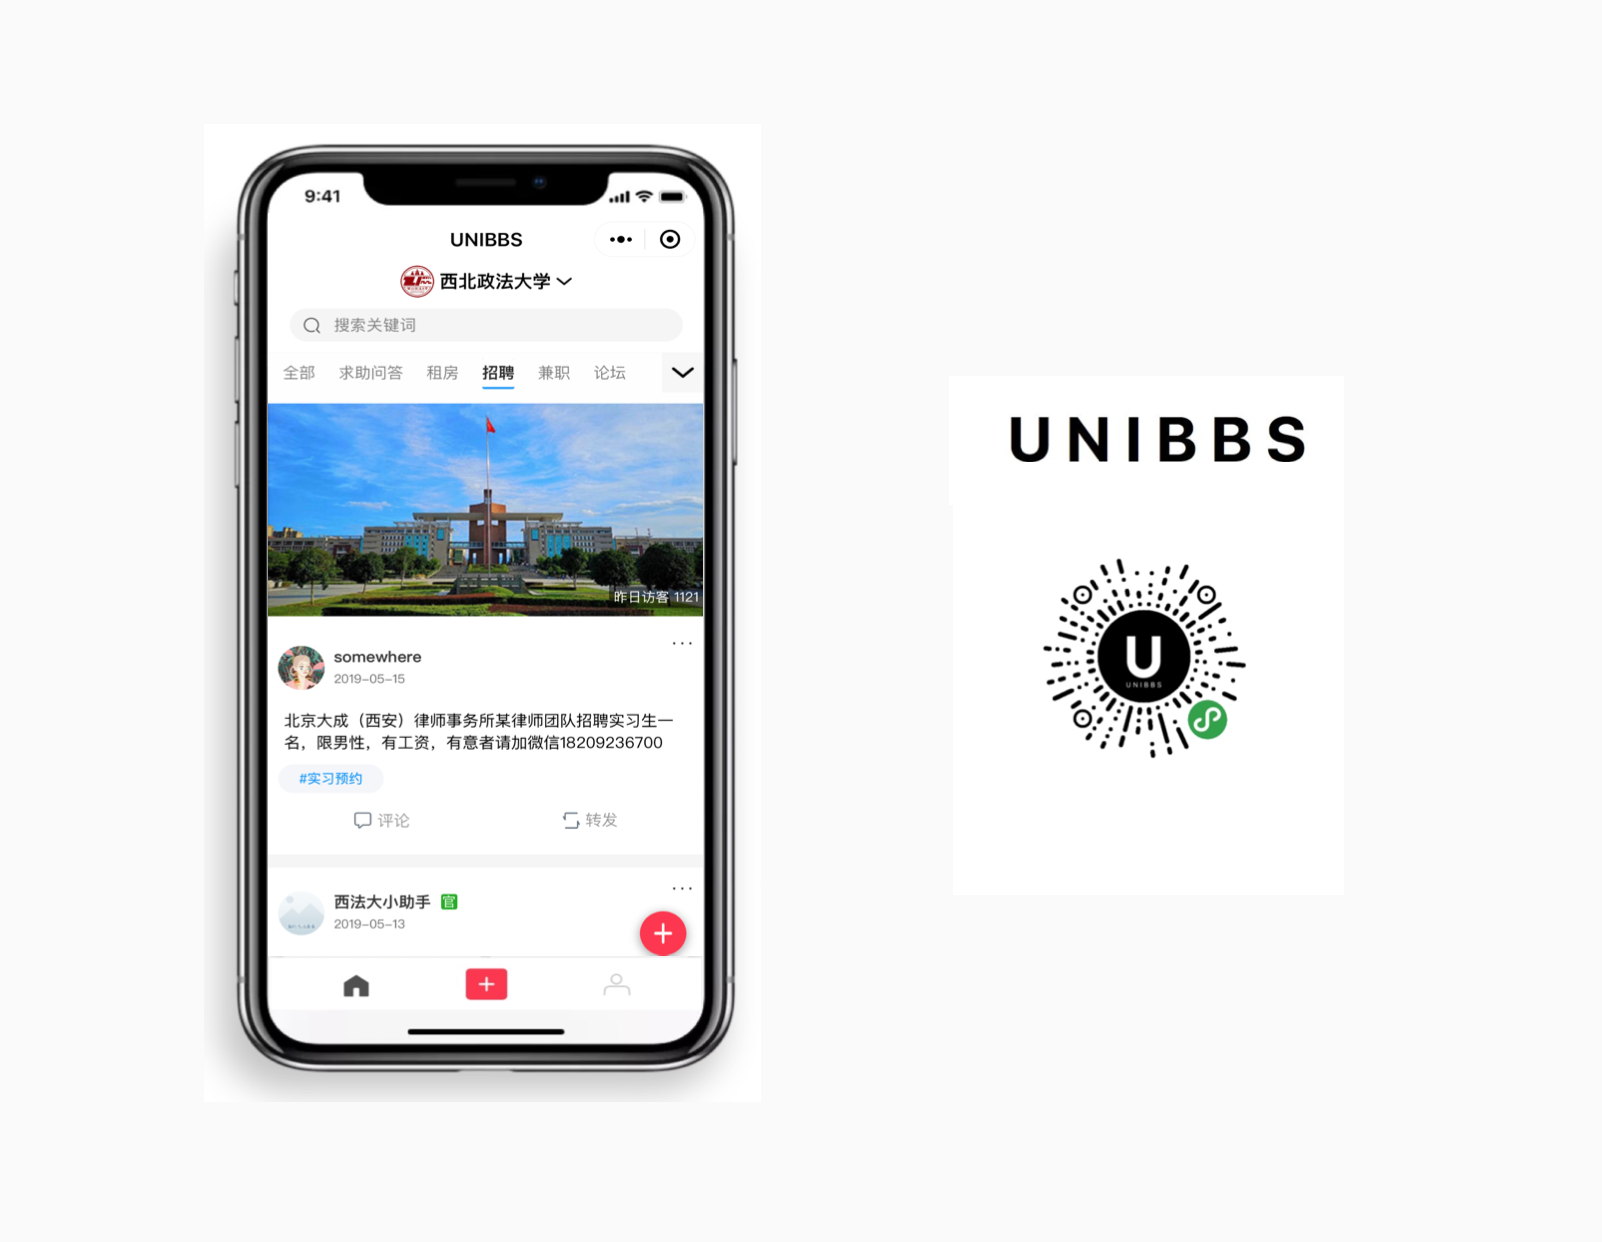 9:41
UNIBBS
西北政法大学
搜索关键词
全部 求助问答 租房 招聘 兼职 论坛
昨日访客 1121
somewhere
2019-05-15
北京大成（西安）律师事务所某律师团队招聘实习生一
名，限男性，有工资，有意者请加微信18209236700
#实习预约
评论 转发
西法大小助手 官
2019-05-13
UNIBBS
U
UNIBBS